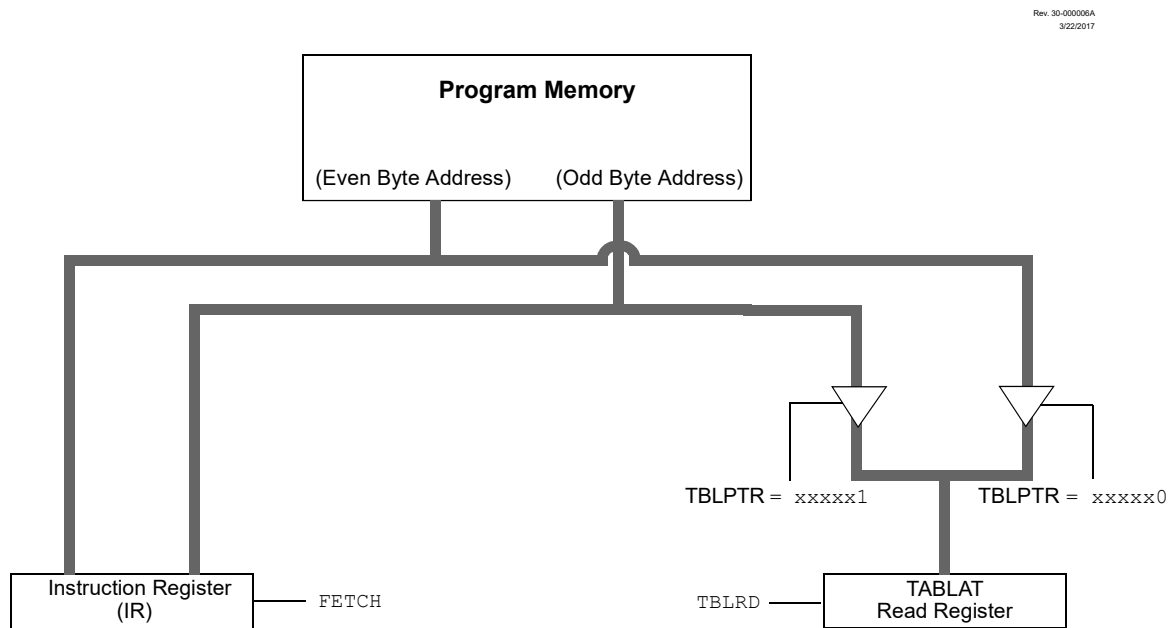 Rev. 30-000006A
3/22/2017
Program Memory
(Even Byte Address) (Odd Byte Address)
TBLPTR = xxxxx1 TBLPTR = xxxxx0
Instruction Register
(IR)
FETCH
TBLRD
TABLAT
Read Register